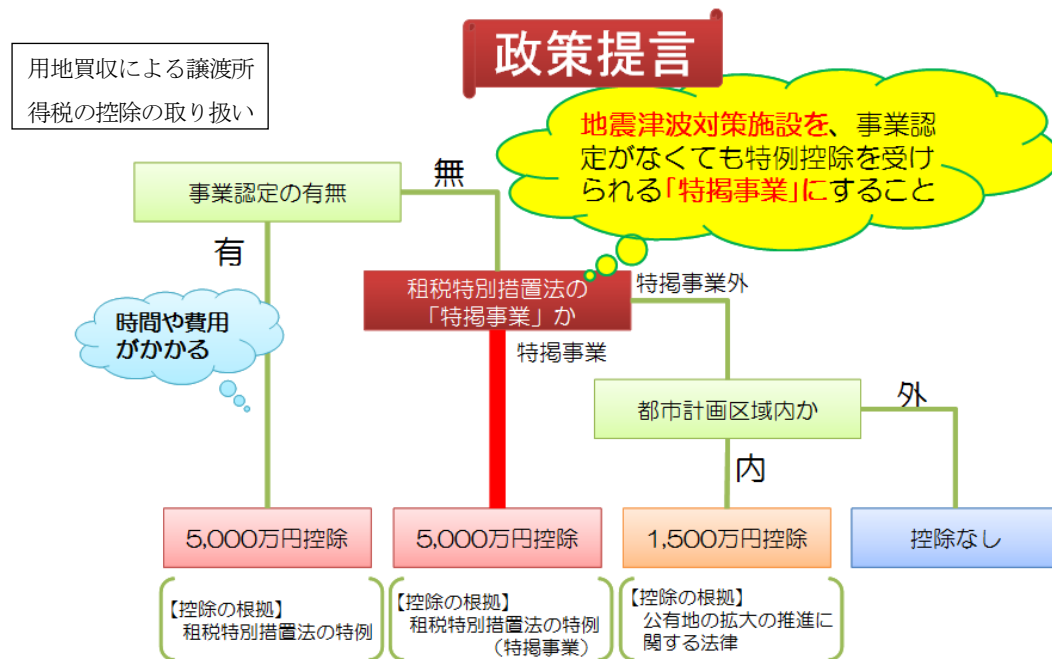 用地買収による譲渡所
得税の控除の取り扱い
政策提言
地震津波対策施設を、事業認
定がなくても特例控除を受け
られる「特掲事業」にすること
事業認定の有無
無
有
時間や費用
がかかる
租税特別措置法の
「特掲事業」か
特掲事業外
特掲事業
都市計画区域内か
外
内
5,000万円控除
5,000万円控除
1,500万円控除
控除なし
【控除の根拠】
租税特別措置法の特例
【控除の根拠】
租税特別措置法の特例
(特掲事業)
【控除の根拠】
公有地の拡大の推進に
関する法律